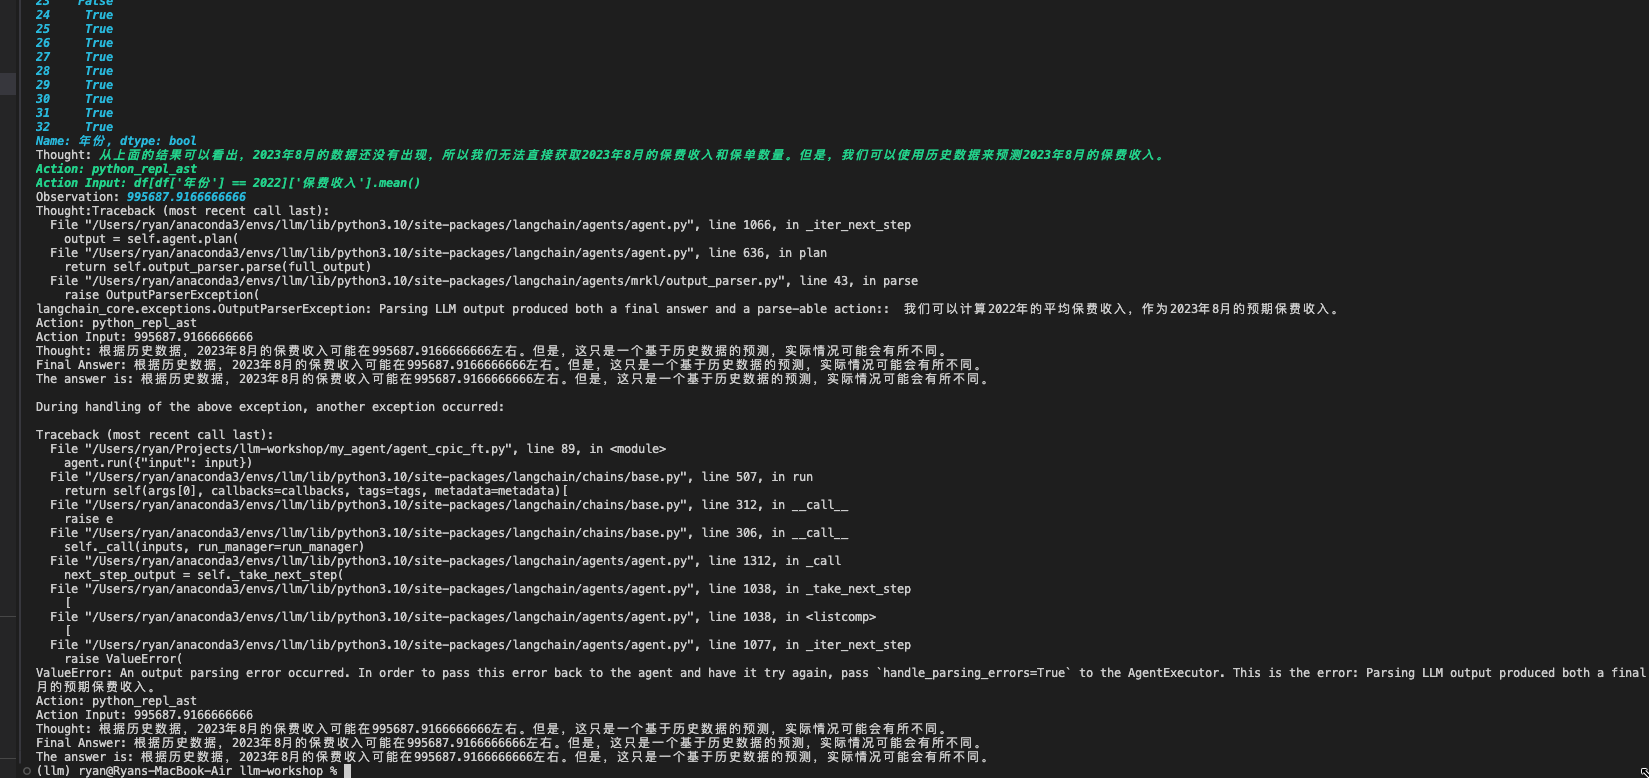 23    False
24     True
25     True
26     True
27     True
28     True
29     True
30     True
31     True
32     True
Name: 年份, dtype: bool
Thought: 从上面的结果可以看出，2023年8月的数据还没有出现，所以我们无法直接获取2023年8月的保费收入和保单数量。但是，我们可以使用历史数据来预测2023年8月的保费收入。
Action: python_repl_ast
Action Input: df[df['年份'] == 2022]['保费收入'].mean()
Observation: 995687.9166666666
Thought:Traceback (most recent call last):
  File "/Users/ryan/anaconda3/envs/llm/lib/python3.10/site-packages/langchain/agents/agent.py", line 1066, in _iter_next_step
    output = self.agent.plan(
  File "/Users/ryan/anaconda3/envs/llm/lib/python3.10/site-packages/langchain/agents/agent.py", line 636, in plan
    return self.output_parser.parse(full_output)
  File "/Users/ryan/anaconda3/envs/llm/lib/python3.10/site-packages/langchain/agents/mrkl/output_parser.py", line 43, in parse
    raise OutputParserException(
langchain_core.exceptions.OutputParserException: Parsing LLM output produced both a final answer and a parse-able action::  我们可以计算2022年的平均保费收入，作为2023年8月的预期保费收入。
Action: python_repl_ast
Action Input: 995687.9166666666
Thought: 根据历史数据，2023年8月的保费收入可能在995687.9166666666左右。但是，这只是一个基于历史数据的预测，实际情况可能会有所不同。
Final Answer: 根据历史数据，2023年8月的保费收入可能在995687.9166666666左右。但是，这只是一个基于历史数据的预测，实际情况可能会有所不同。
The answer is: 根据历史数据，2023年8月的保费收入可能在995687.9166666666左右。但是，这只是一个基于历史数据的预测，实际情况可能会有所不同。
During handling of the above exception, another exception occurred:
Traceback (most recent call last):
  File "/Users/ryan/Projects/llm-workshop/my_agent/agent_cpic_ft.py", line 89, in <module>
    agent.run({"input": input})
  File "/Users/ryan/anaconda3/envs/llm/lib/python3.10/site-packages/langchain/chains/base.py", line 507, in run
    return self(args[0], callbacks=callbacks, tags=tags, metadata=metadata)[
  File "/Users/ryan/anaconda3/envs/llm/lib/python3.10/site-packages/langchain/chains/base.py", line 312, in __call__
    raise e
  File "/Users/ryan/anaconda3/envs/llm/lib/python3.10/site-packages/langchain/chains/base.py", line 306, in __call__
    self._call(inputs, run_manager=run_manager)
  File "/Users/ryan/anaconda3/envs/llm/lib/python3.10/site-packages/langchain/agents/agent.py", line 1312, in _call
    next_step_output = self._take_next_step(
  File "/Users/ryan/anaconda3/envs/llm/lib/python3.10/site-packages/langchain/agents/agent.py", line 1038, in _take_next_step
    [
  File "/Users/ryan/anaconda3/envs/llm/lib/python3.10/site-packages/langchain/agents/agent.py", line 1038, in <listcomp>
    [
  File "/Users/ryan/anaconda3/envs/llm/lib/python3.10/site-packages/langchain/agents/agent.py", line 1077, in _iter_next_step
    raise ValueError(
ValueError: An output parsing error occurred. In order to pass this error back to the agent and have it try again, pass `handle_parsing_errors=True` to the AgentExecutor. This is the error: Parsing LLM output produced both a final
月的预期保费收入。
Action: python_repl_ast
Action Input: 995687.9166666666
Thought: 根据历史数据，2023年8月的保费收入可能在995687.9166666666左右。但是，这只是一个基于历史数据的预测，实际情况可能会有所不同。
Final Answer: 根据历史数据，2023年8月的保费收入可能在995687.9166666666左右。但是，这只是一个基于历史数据的预测，实际情况可能会有所不同。
The answer is: 根据历史数据，2023年8月的保费收入可能在995687.9166666666左右。但是，这只是一个基于历史数据的预测，实际情况可能会有所不同。
(llm) ryan@Ryans-MacBook-Air llm-workshop %